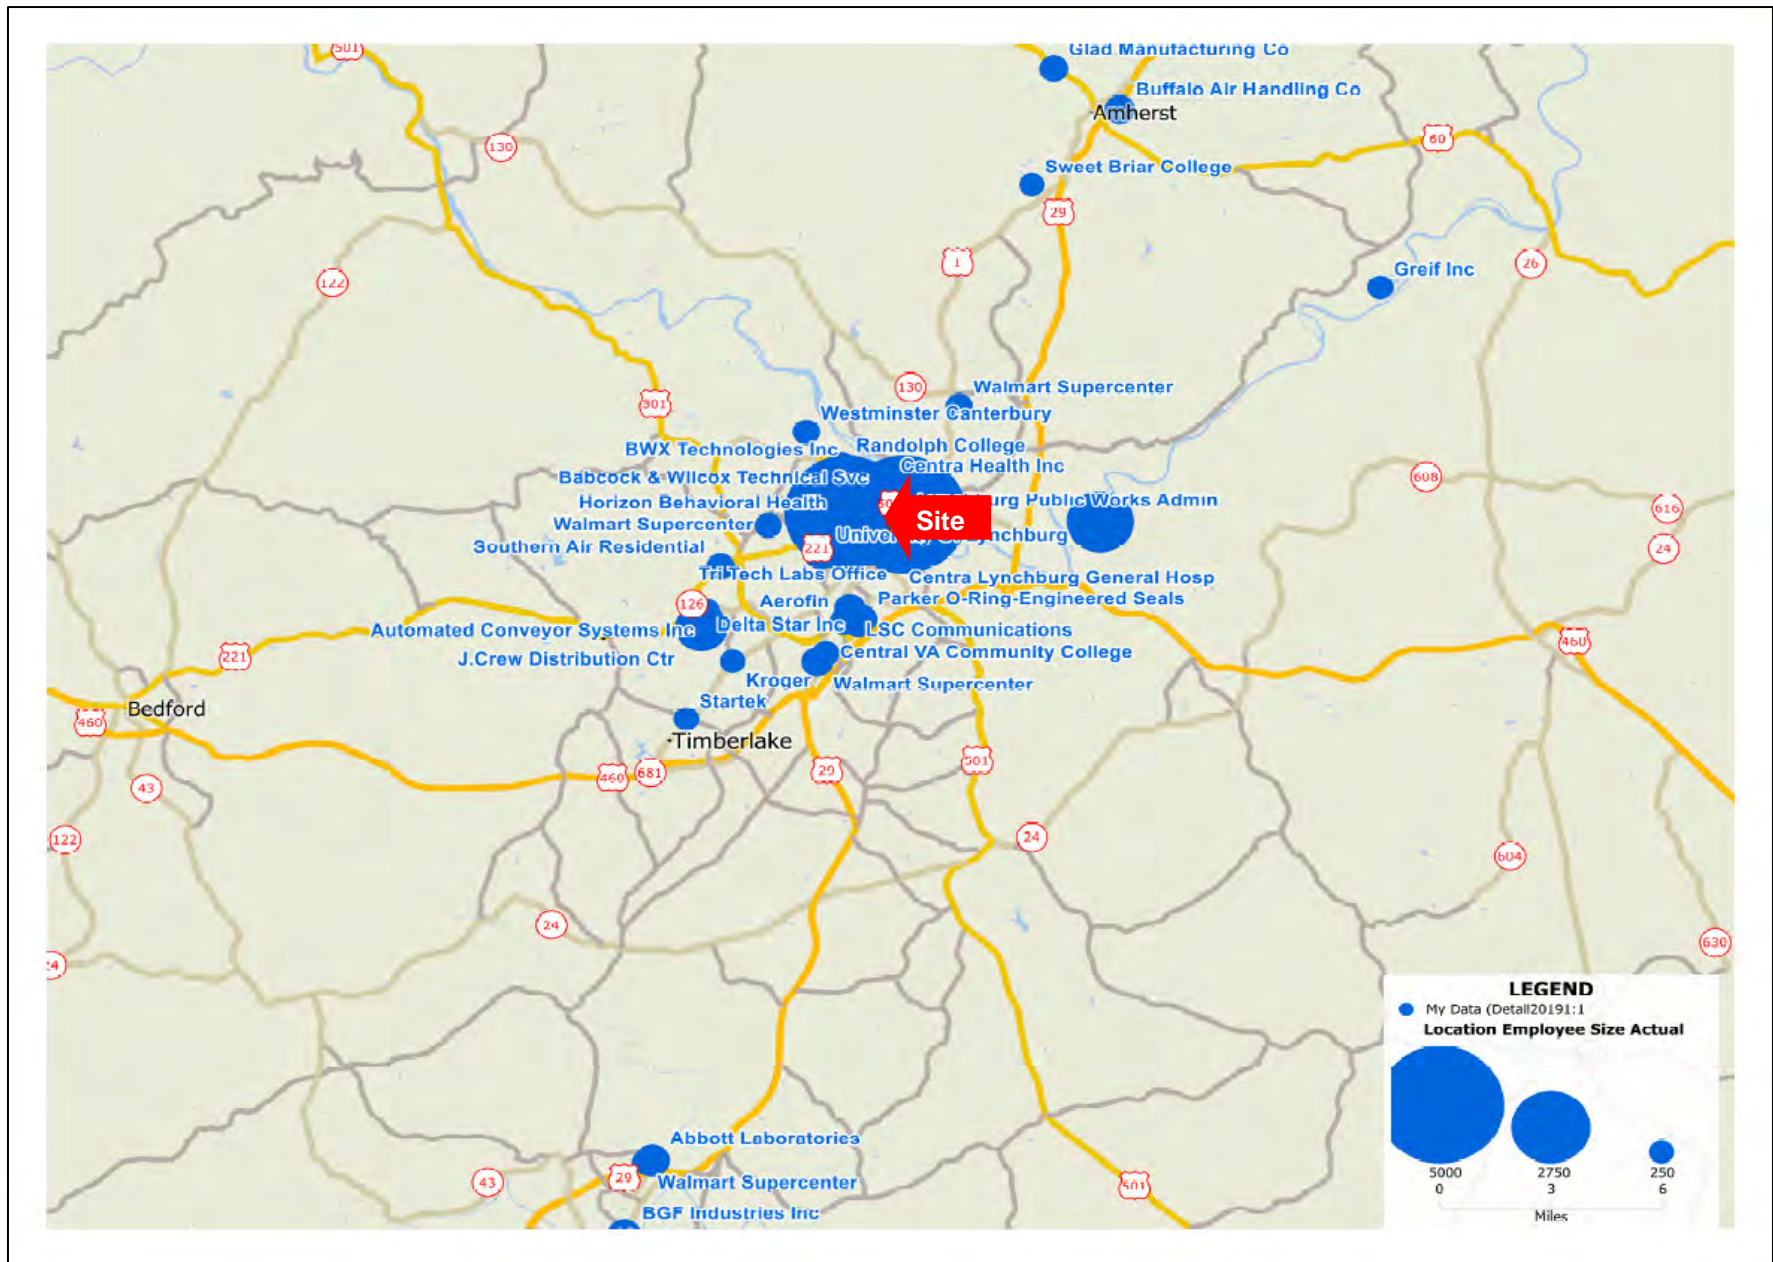 501
Glad Manufacturing Co
Buffalo Air Handling Co
Amherst
60
130
Sweet Briar College
29
1
26
122
Greif Inc
130
Walmart Supercenter
Westminster Canterbury
BWX Technologies Inc
Randolph College
Centra Health Inc
Babcock & Wilcox Technical Svc
608
Horizon Behavioral Health
Public Works Admin
616
Walmart Supercenter
Site
Southern Air Residential
221
24
Tri Tech Labs Office
Centra Lynchburg General Hosp
126
Aerofin
Parker O-Ring-Engineered Seals
Automated Conveyor Systems Inc
Delta Star Inc
LSC Communications
460
221
J.Crew Distribution Ctr
Central VA Community College
Kroger
Walmart Supercenter
Startek
Bedford
460
Timberlake
460
681
29
501
43
122
24
604
24
630
24
LEGEND
My Data (Detail20191:1
Location Employee Size Actual
5000
2750
250
0
3
6
Miles
Abbott Laboratories
43
29
Walmart Supercenter
501
BGF Industries Inc